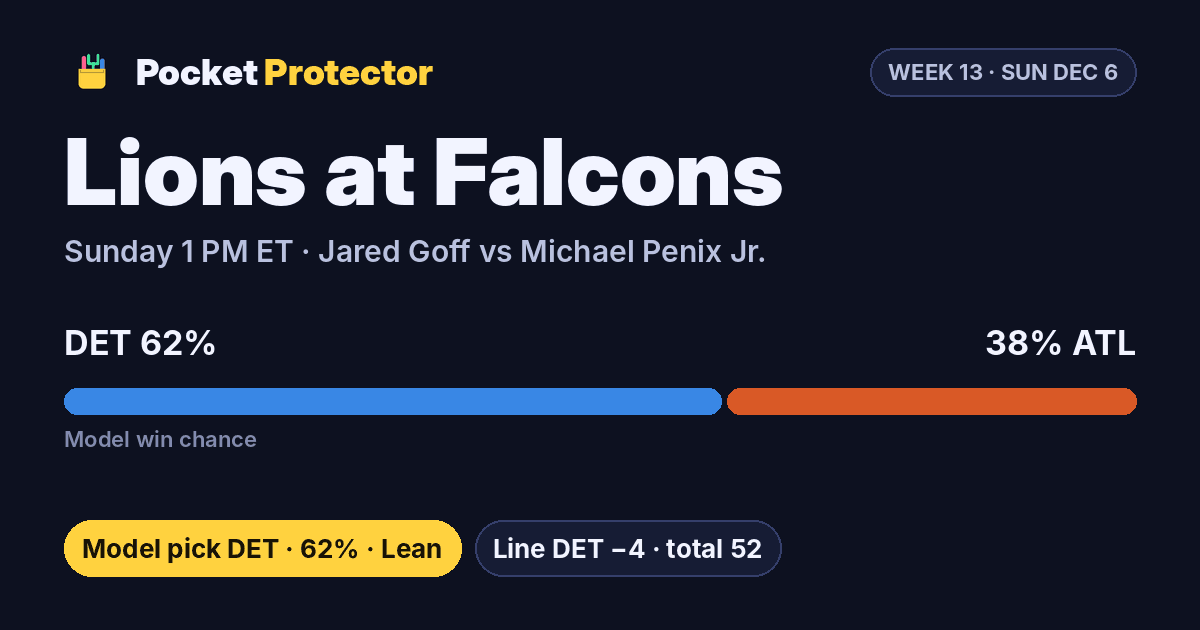 Pocket Protector
WEEK 13 · SUN DEC 6
Lions at Falcons
Sunday 1 PM ET · Jared Goff vs Michael Penix Jr.
DET 62%
38% ATL
Model win chance
Model pick DET · 62% · Lean
Line DET −4 · total 52